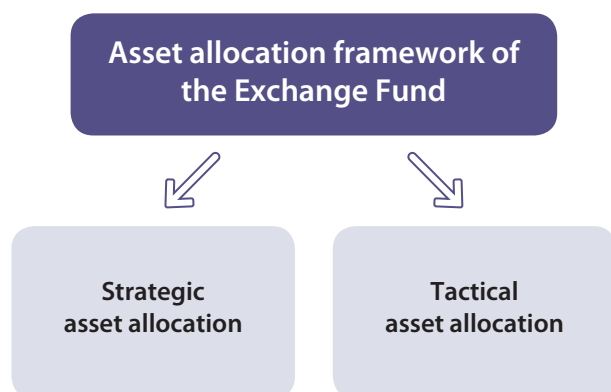 Asset allocation framework of
the Exchange Fund
Strategic
asset allocation
Tactical
asset allocation